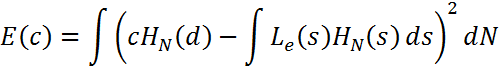 E(c) = ∫ (cH_N(d) − ∫ L_e(s)H_N(s) ds)² dN